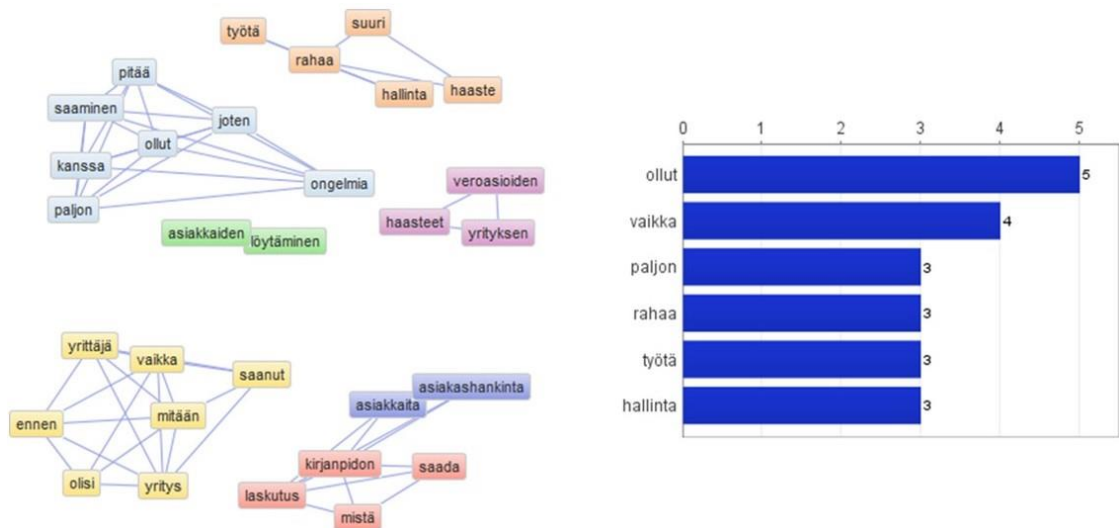 työtä
suuri
rahaa
hallinta
haaste
pitää
saaminen
joten
ollut
kanssa
ongelmia
paljon
veroasioiden
haasteet
yrityksen
asiakkaiden
löytäminen
yrittäjä
vaikka
saanut
ennen
mitään
olisi
yritys
asiakashankinta
asiakkaita
kirjanpidon
saada
laskutus
mistä
0 1 2 3 4 5
ollut 5
vaikka 4
paljon 3
rahaa 3
työtä 3
hallinta 3